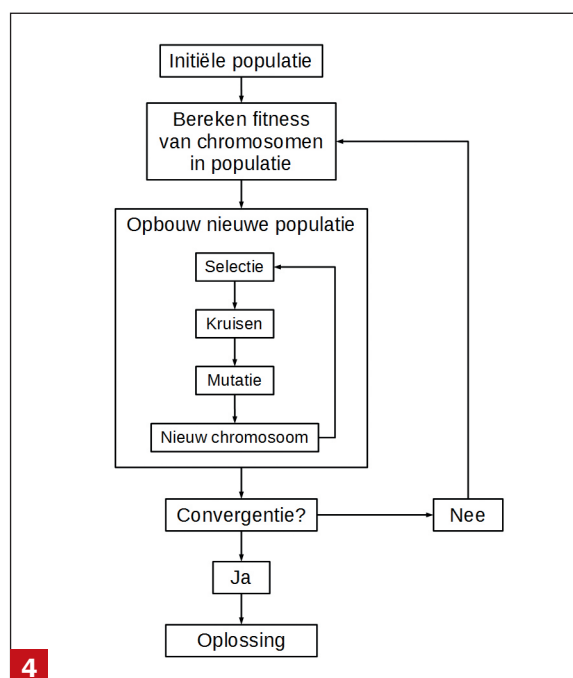 Initiële populatie
Bereken fitness
van chromosomen
in populatie
Opbouw nieuwe populatie
Selectie
Kruisen
Mutatie
Nieuw chromosoom
Convergentie?
Nee
Ja
Oplossing
4